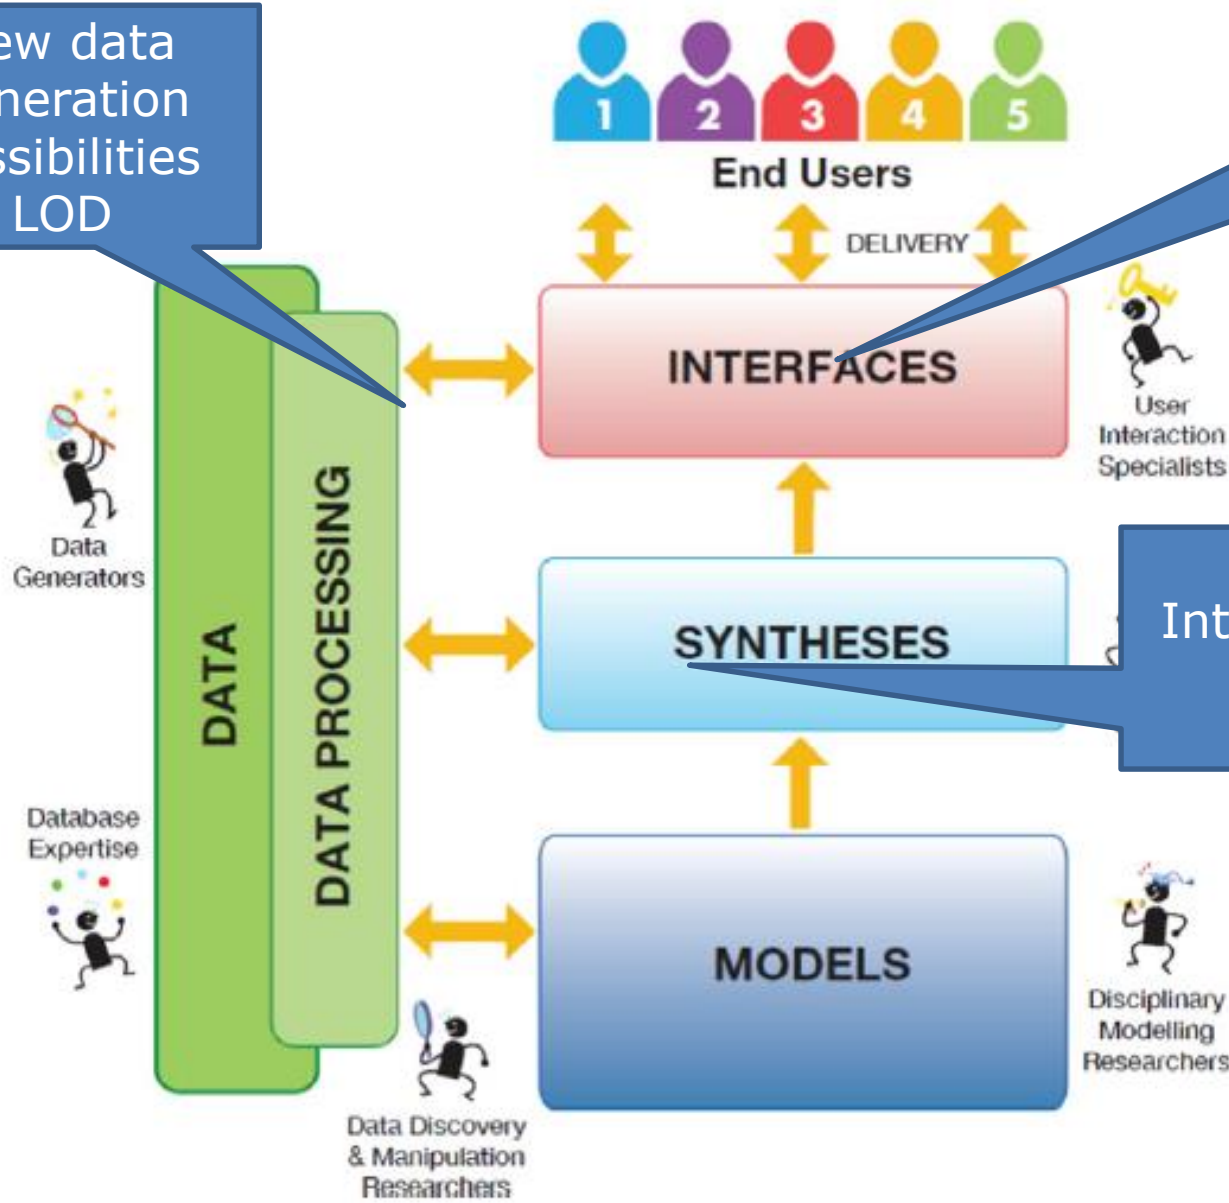 ew data
neration
ssibilities
LOD
1 2 3 4 5
End Users
DELIVERY
INTERFACES
User
Interaction
Specialists
Data
Generators
DATA
DATA PROCESSING
SYNTHESES
Int
Database
Expertise
MODELS
Disciplinary
Modelling
Researchers
Data Discovery
& Manipulation
Researchers